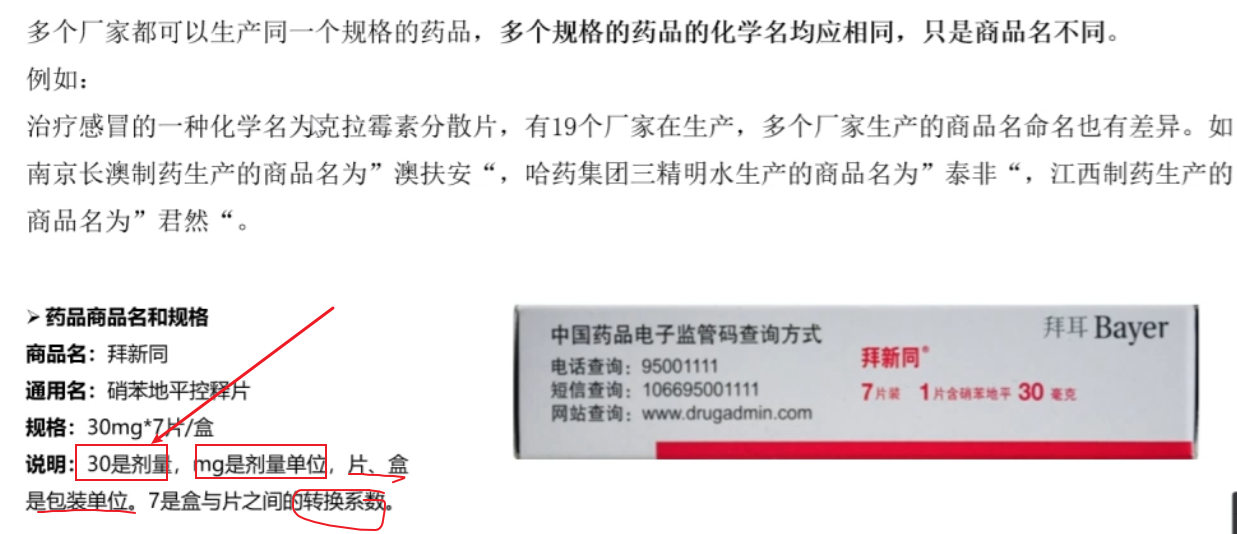 多个厂家都可以生产同一个规格的药品，多个规格的药品的化学名均应相同，只是商品名不同。
例如：
治疗感冒的一种化学名为克拉霉素分散片，有19个厂家在生产，多个厂家生产的商品名命名也有差异。如
南京长澳制药生产的商品名为”澳扶安“，哈药集团三精明水生产的商品名为”泰非“，江西制药生产的
商品名为”君然“。
➢ 药品商品名和规格
商品名：拜新同
通用名：硝苯地平控释片
规格：30mg*7片/盒
说明：30是剂量，mg是剂量单位，片、盒
是包装单位。7是盒与片之间的转换系数。
中国药品电子监管码查询方式
电话查询：95001111
短信查询：106695001111
网站查询：www.drugadmin.com
拜耳 Bayer
拜新同®
7片装 1片含硝苯地平 30 毫克